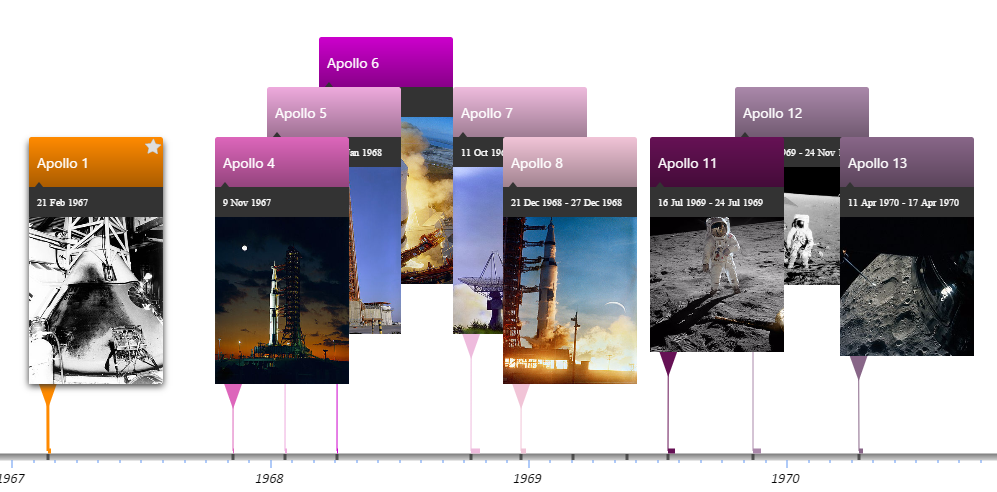 Apollo 6
Apollo 5
Apollo 7
Apollo 12
Apollo 1
Apollo 4
Jan 1968
11 Oct 196
Apollo 8
Apollo 11
969 - 24 Nov 1
Apollo 13
21 Feb 1967
9 Nov 1967
21 Dec 1968 - 27 Dec 1968
16 Jul 1969 - 24 Jul 1969
11 Apr 1970 - 17 Apr 1970
1967
1968
1969
1970